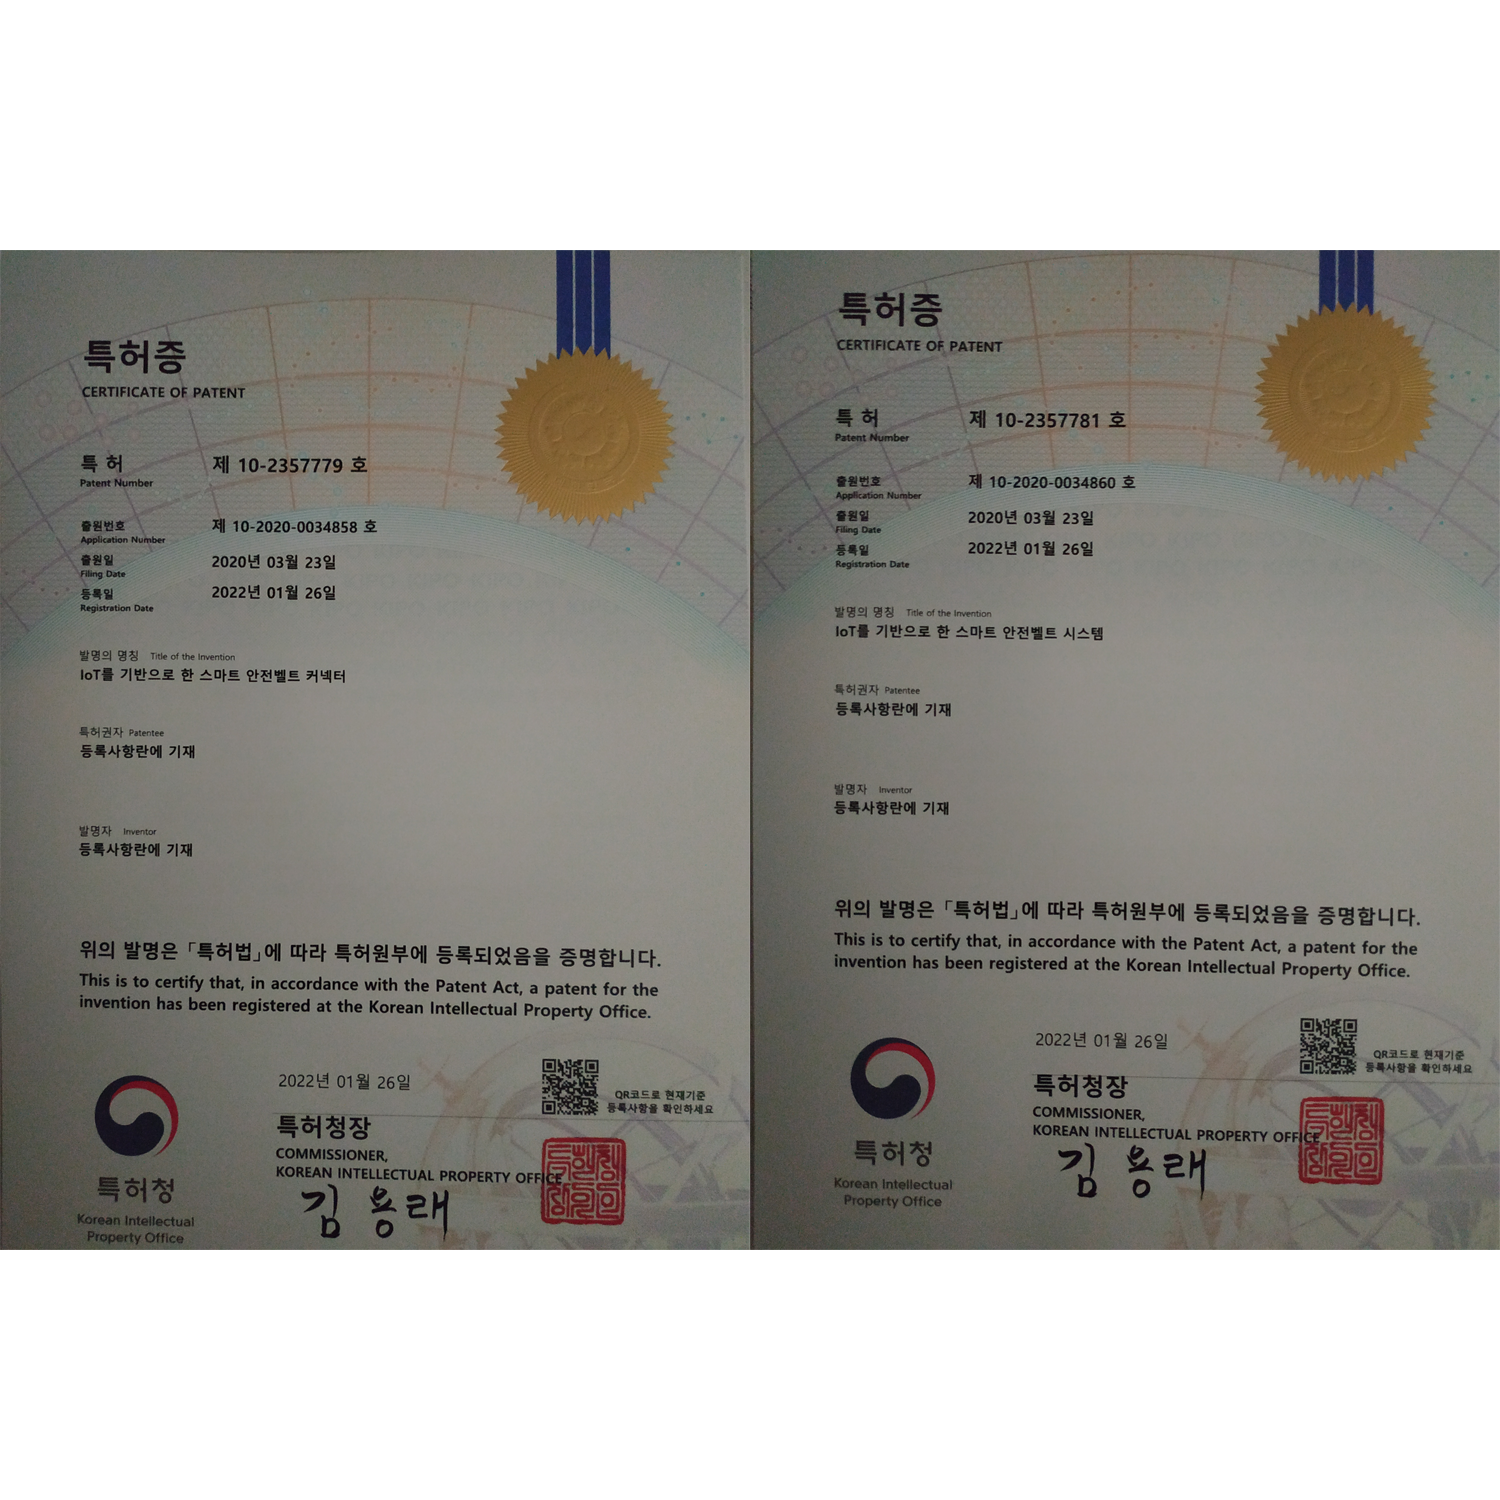 특허증
CERTIFICATE OF PATENT
특 허 제 10-2357779 호
Patent Number
출원번호 제 10-2020-0034858 호
Application Number
출원일 2020년 03월 23일
Filing Date
등록일 2022년 01월 26일
Registration Date
발명의 명칭 Title of the Invention
IoT를 기반으로 한 스마트 안전벨트 커넥터
특허권자 Patentee
등록사항란에 기재
발명자 Inventor
등록사항란에 기재
위의 발명은 「특허법」에 따라 특허원부에 등록되었음을 증명합니다.
This is to certify that, in accordance with the Patent Act, a patent for the
invention has been registered at the Korean Intellectual Property Office.
2022년 01월 26일
QR코드로 현재기준
등록사항을 확인하세요
특허청장
COMMISSIONER,
KOREAN INTELLECTUAL PROPERTY OFFICE
김용래
특허청
Korean Intellectual
Property Office
특허증
CERTIFICATE OF PATENT
특 허 제 10-2357781 호
Patent Number
출원번호 제 10-2020-0034860 호
Application Number
출원일 2020년 03월 23일
Filing Date
등록일 2022년 01월 26일
Registration Date
발명의 명칭 Title of the Invention
IoT를 기반으로 한 스마트 안전벨트 시스템
특허권자 Patentee
등록사항란에 기재
발명자 Inventor
등록사항란에 기재
위의 발명은 「특허법」에 따라 특허원부에 등록되었음을 증명합니다.
This is to certify that, in accordance with the Patent Act, a patent for the
invention has been registered at the Korean Intellectual Property Office.
2022년 01월 26일
QR코드로 현재기준
등록사항을 확인하세요
특허청장
COMMISSIONER,
KOREAN INTELLECTUAL PROPERTY OFFICE
김용래
특허청
Korean Intellectual
Property Office